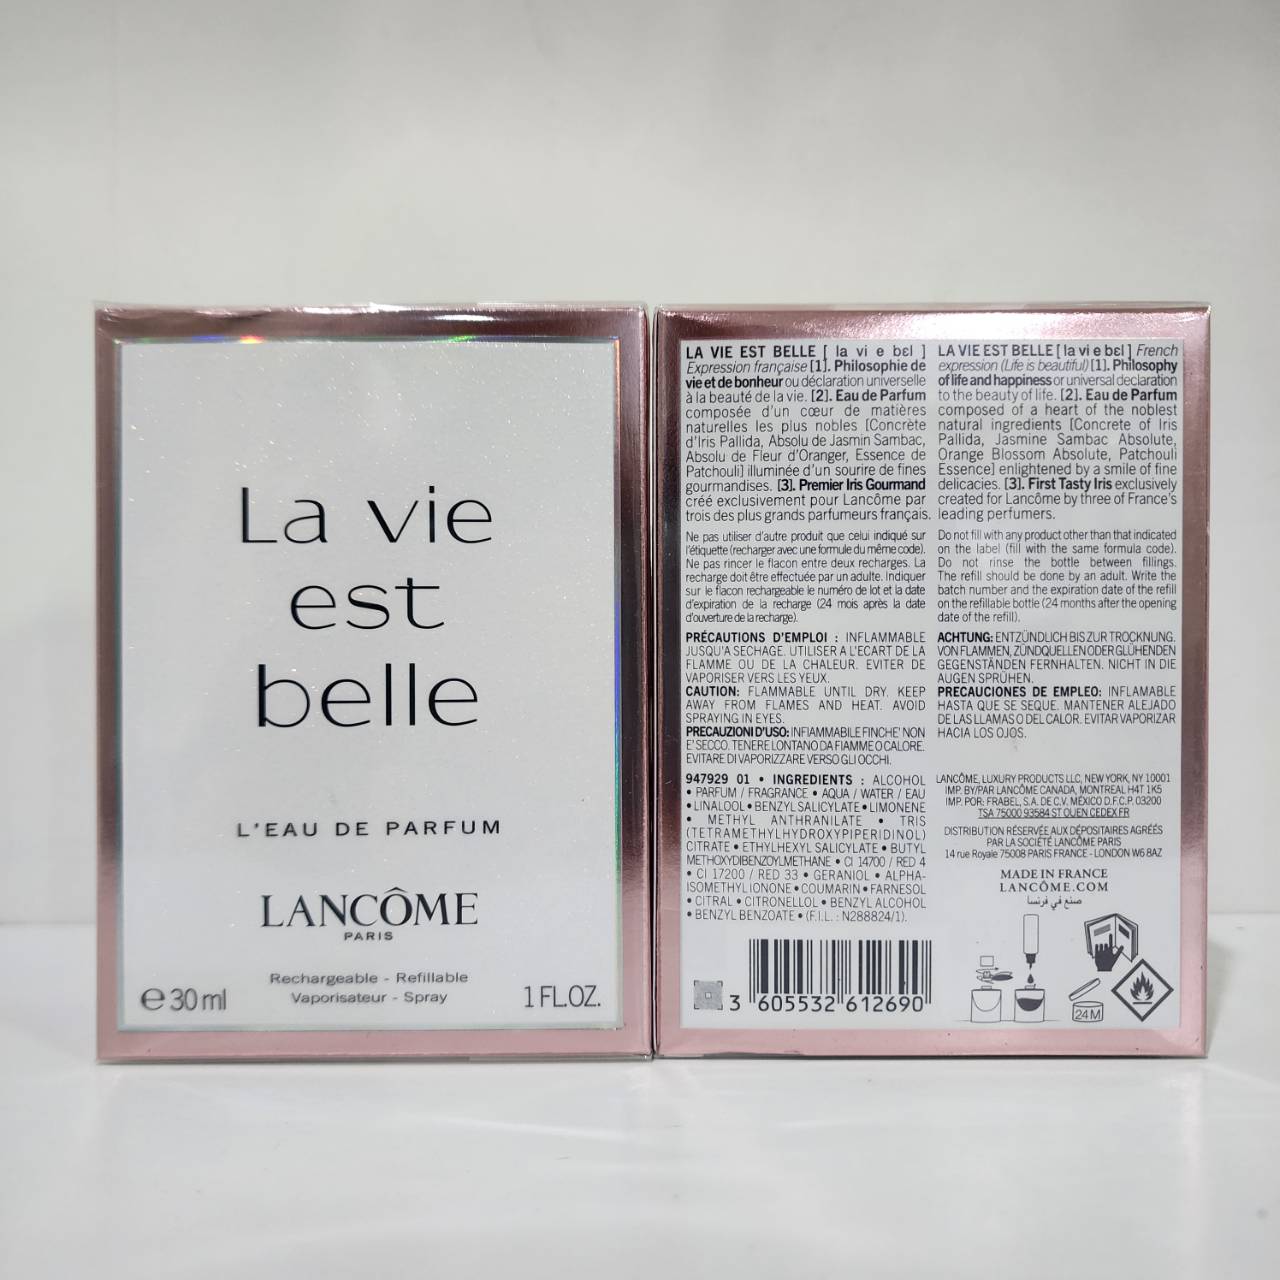 La vie
est
belle
L'EAU DE PARFUM
LANCÔME
PARIS
Rechargeable - Refillable
Vaporisateur - Spray
e 30 ml
1 FL.OZ.
LA VIE EST BELLE [ la vi e bεl ]
Expression française [1]. Philosophie de
vie et de bonheur ou déclaration universelle
à la beauté de la vie. [2]. Eau de Parfum
composée d'un cœur de matières
naturelles les plus nobles [Concrète
d'Iris Pallida, Absolu de Jasmin Sambac,
Absolu de Fleur d'Oranger, Essence de
Patchouli] illuminée d'un sourire de fines
gourmandises. [3]. Premier Iris Gourmand
créé exclusivement pour Lancôme par
trois des plus grands parfumeurs français.
Ne pas utiliser d'autre produit que celui indiqué sur
l'étiquette (recharger avec une formule du même code).
Ne pas rincer le flacon entre deux recharges. La
recharge doit être effectuée par un adulte. Indiquer
sur le flacon rechargeable le numéro de lot et la date
d'expiration de la recharge (24 mois après la date
d'ouverture de la recharge).
PRÉCAUTIONS D'EMPLOI : INFLAMMABLE
JUSQU'A SECHAGE. UTILISER A L'ECART DE LA
FLAMME OU DE LA CHALEUR. EVITER DE
VAPORISER VERS LES YEUX.
CAUTION: FLAMMABLE UNTIL DRY. KEEP
AWAY FROM FLAMES AND HEAT. AVOID
SPRAYING IN EYES.
PRECAUZIONI D'USO: INFIAMMABILE FINCHE' NON
E' SECCO. TENERE LONTANO DA FIAMME O CALORE.
EVITARE DI VAPORIZZARE VERSO GLI OCCHI.
947929 01 • INGREDIENTS : ALCOHOL
• PARFUM / FRAGRANCE • AQUA / WATER / EAU
• LINALOOL • BENZYL SALICYLATE • LIMONENE
• METHYL ANTHRANILATE • TRIS
(TETRAMETHYLHYDROXYPIPERIDINOL)
CITRATE • ETHYLHEXYL SALICYLATE • BUTYL
METHOXYDIBENZOYLMETHANE • CI 14700 / RED 4
• CI 17200 / RED 33 • GERANIOL • ALPHA-
ISOMETHYL IONONE • COUMARIN • FARNESOL
• CITRAL • CITRONELLOL • BENZYL ALCOHOL
• BENZYL BENZOATE • (F.I.L. : N288824/1).
3 605532 612690
LA VIE EST BELLE [ la vi e bεl ] French
expression (Life is beautiful) [1]. Philosophy
of life and happiness or universal declaration
to the beauty of life. [2]. Eau de Parfum
composed of a heart of the noblest
natural ingredients [Concrete of Iris
Pallida, Jasmine Sambac Absolute,
Orange Blossom Absolute, Patchouli
Essence] enlightened by a smile of fine
delicacies. [3]. First Tasty Iris exclusively
created for Lancôme by three of France's
leading perfumers.
Do not fill with any product other than that indicated
on the label (fill with the same formula code).
Do not rinse the bottle between fillings.
The refill should be done by an adult. Write the
batch number and the expiration date of the refill
on the refillable bottle (24 months after the opening
date of the refill).
ACHTUNG: ENTZÜNDLICH BIS ZUR TROCKNUNG.
VON FLAMMEN, ZÜNDQUELLEN ODER GLÜHENDEN
GEGENSTÄNDEN FERNHALTEN. NICHT IN DIE
AUGEN SPRÜHEN.
PRECAUCIONES DE EMPLEO: INFLAMABLE
HASTA QUE SE SEQUE. MANTENER ALEJADO
DE LAS LLAMAS O DEL CALOR. EVITAR VAPORIZAR
HACIA LOS OJOS.
LANCÔME, LUXURY PRODUCTS LLC, NEW YORK, NY 10001
IMP. BY/PAR LANCÔME CANADA, MONTREAL H4T 1K5
IMP. POR: FRABEL, S.A. DE C.V. MÉXICO D.F. C.P. 03200
TSA 75000 93584 ST OUEN CEDEX FR
DISTRIBUTION RÉSERVÉE AUX DÉPOSITAIRES AGRÉÉS
PAR LA SOCIÉTÉ LANCÔME PARIS
14 rue Royale 75008 PARIS FRANCE - LONDON W6 8AZ
MADE IN FRANCE
LANCOME.COM
صنع في فرنسا
24M